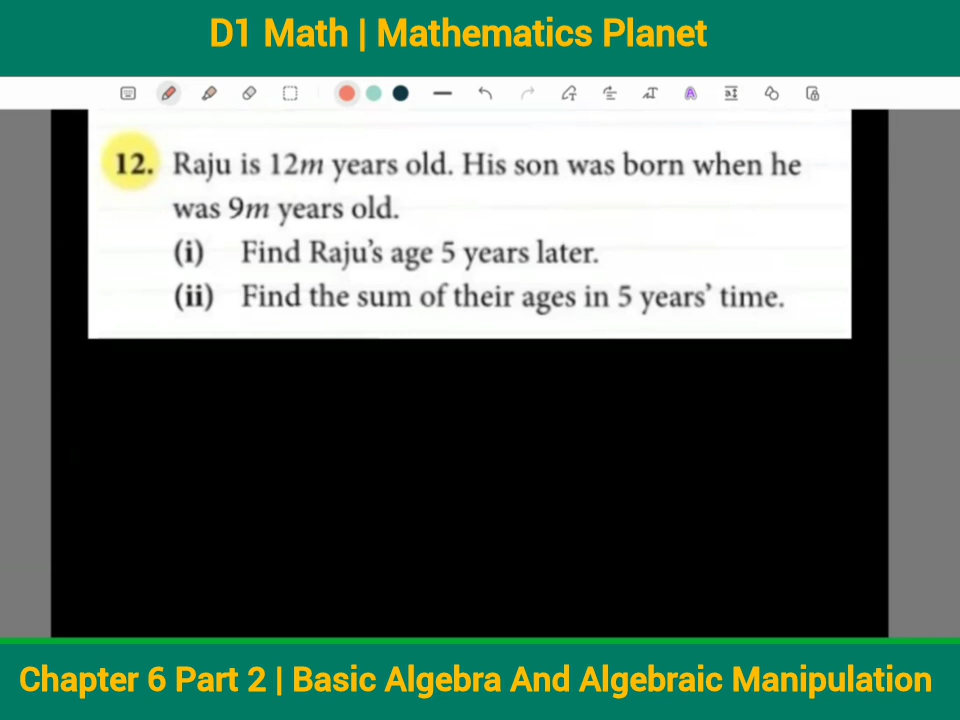 D1 Math | Mathematics Planet
12. Raju is 12m years old. His son was born when he
was 9m years old.
(i) Find Raju's age 5 years later.
(ii) Find the sum of their ages in 5 years' time.
Chapter 6 Part 2 | Basic Algebra And Algebraic Manipulation